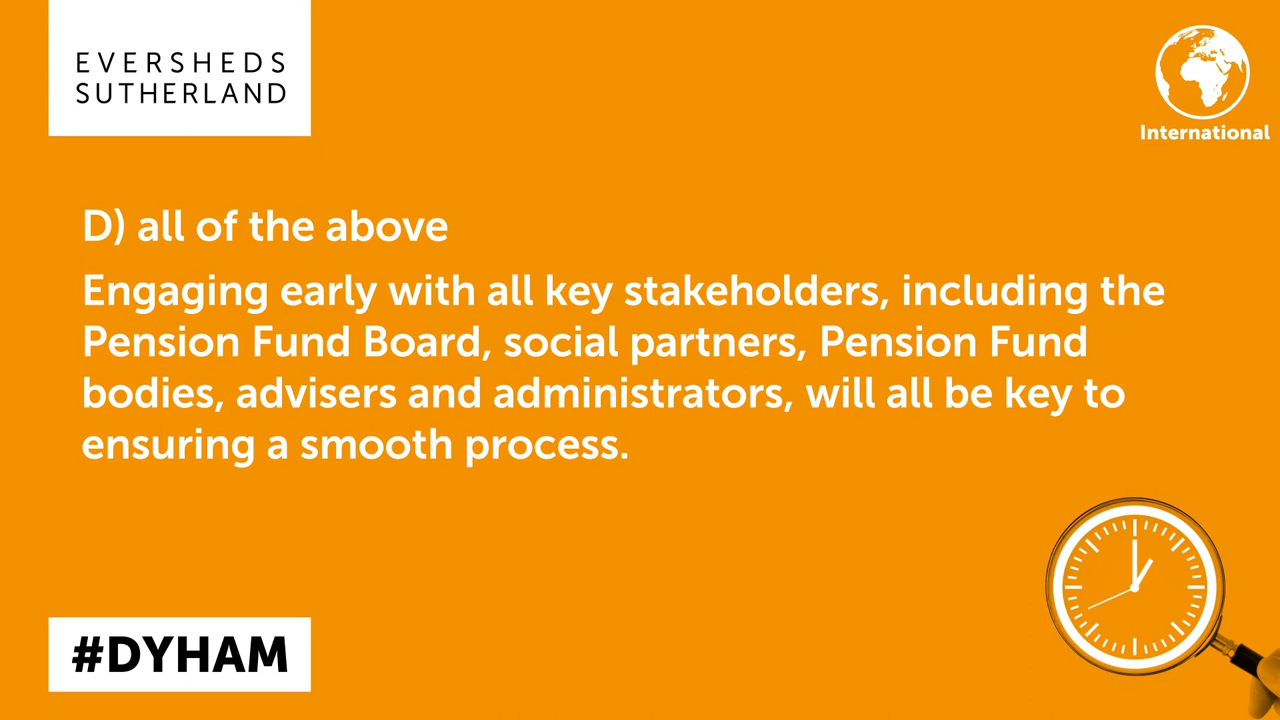 EVERSHEDS
SUTHERLAND
International
D) all of the above
Engaging early with all key stakeholders, including the
Pension Fund Board, social partners, Pension Fund
bodies, advisers and administrators, will all be key to
ensuring a smooth process.
#DYHAM